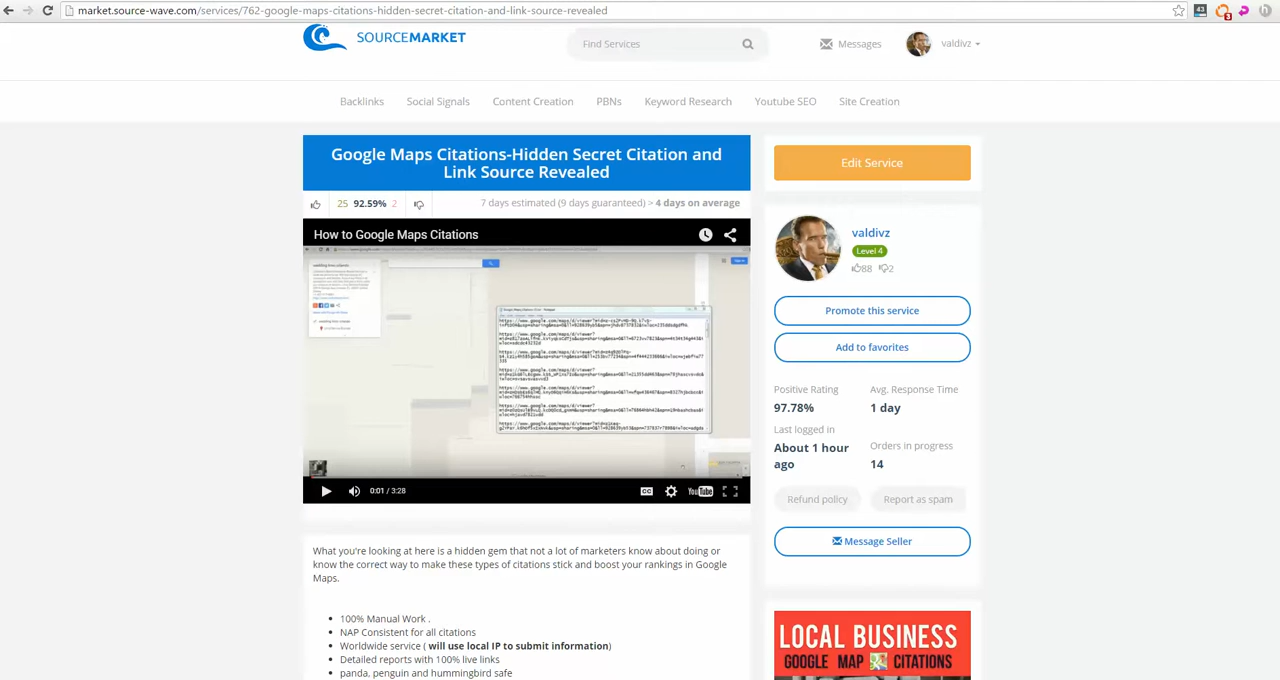 market.source-wave.com/services/762-google-maps-citations-hidden-secret-citation-and-link-source-revealed
43
3
SOURCEMARKET
Find Services
Messages
valdivz
Backlinks
Social Signals
Content Creation
PBNs
Keyword Research
Youtube SEO
Site Creation
Google Maps Citations-Hidden Secret Citation and
Link Source Revealed
25 92.59% 2
7 days estimated (9 days guaranteed) > 4 days on average
How to Google Maps Citations
0:01 / 3:28
CC
YouTube
What you're looking at here is a hidden gem that not a lot of marketers know about doing or
know the correct way to make these types of citations stick and boost your rankings in Google
Maps.
• 100% Manual Work .
• NAP Consistent for all citations
• Worldwide service ( will use local IP to submit information)
• Detailed reports with 100% live links
• panda, penguin and hummingbird safe
Edit Service
valdivz
Level 4
88 2
Promote this service
Add to favorites
Positive Rating
97.78%
Avg. Response Time
1 day
Last logged in
About 1 hour
ago
Orders in progress
14
Refund policy
Report as spam
Message Seller
LOCAL BUSINESS
GOOGLE MAP CITATIONS